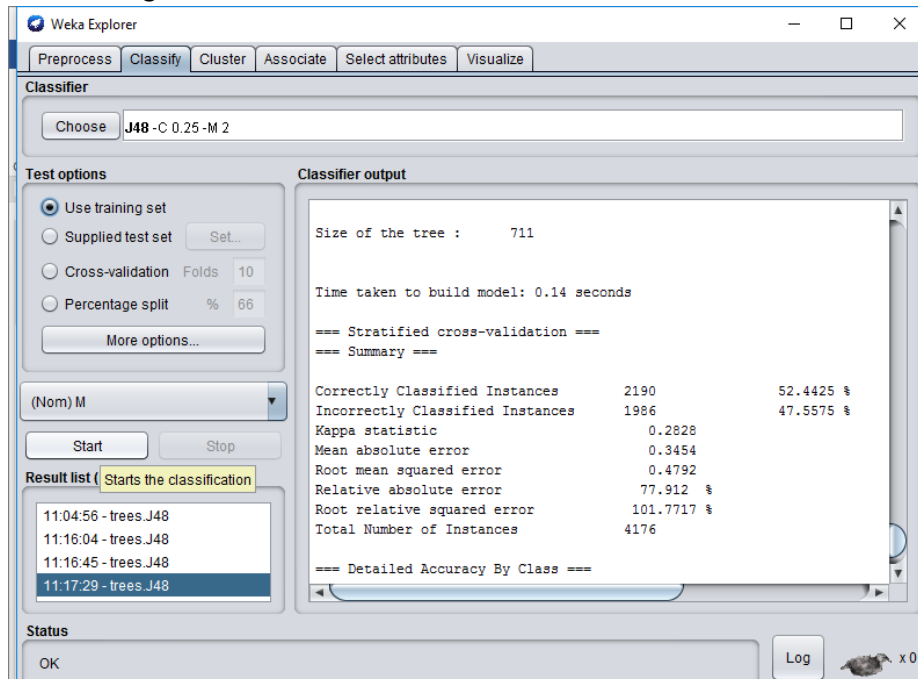 Weka Explorer
Preprocess Classify Cluster Associate Select attributes Visualize
Classifier
Choose J48 -C 0.25 -M 2
Test options
Use training set
Supplied test set Set...
Cross-validation Folds 10
Percentage split % 66
More options...
(Nom) M
Start Stop
Result list (
Starts the classification
11:04:56 - trees.J48
11:16:04 - trees.J48
11:16:45 - trees.J48
11:17:29 - trees.J48
Classifier output
Size of the tree : 711
Time taken to build model: 0.14 seconds
=== Stratified cross-validation ===
=== Summary ===
Correctly Classified Instances 2190 52.4425 %
Incorrectly Classified Instances 1986 47.5575 %
Kappa statistic 0.2828
Mean absolute error 0.3454
Root mean squared error 0.4792
Relative absolute error 77.912 %
Root relative squared error 101.7717 %
Total Number of Instances 4176
=== Detailed Accuracy By Class ===
Status
OK
Log x 0